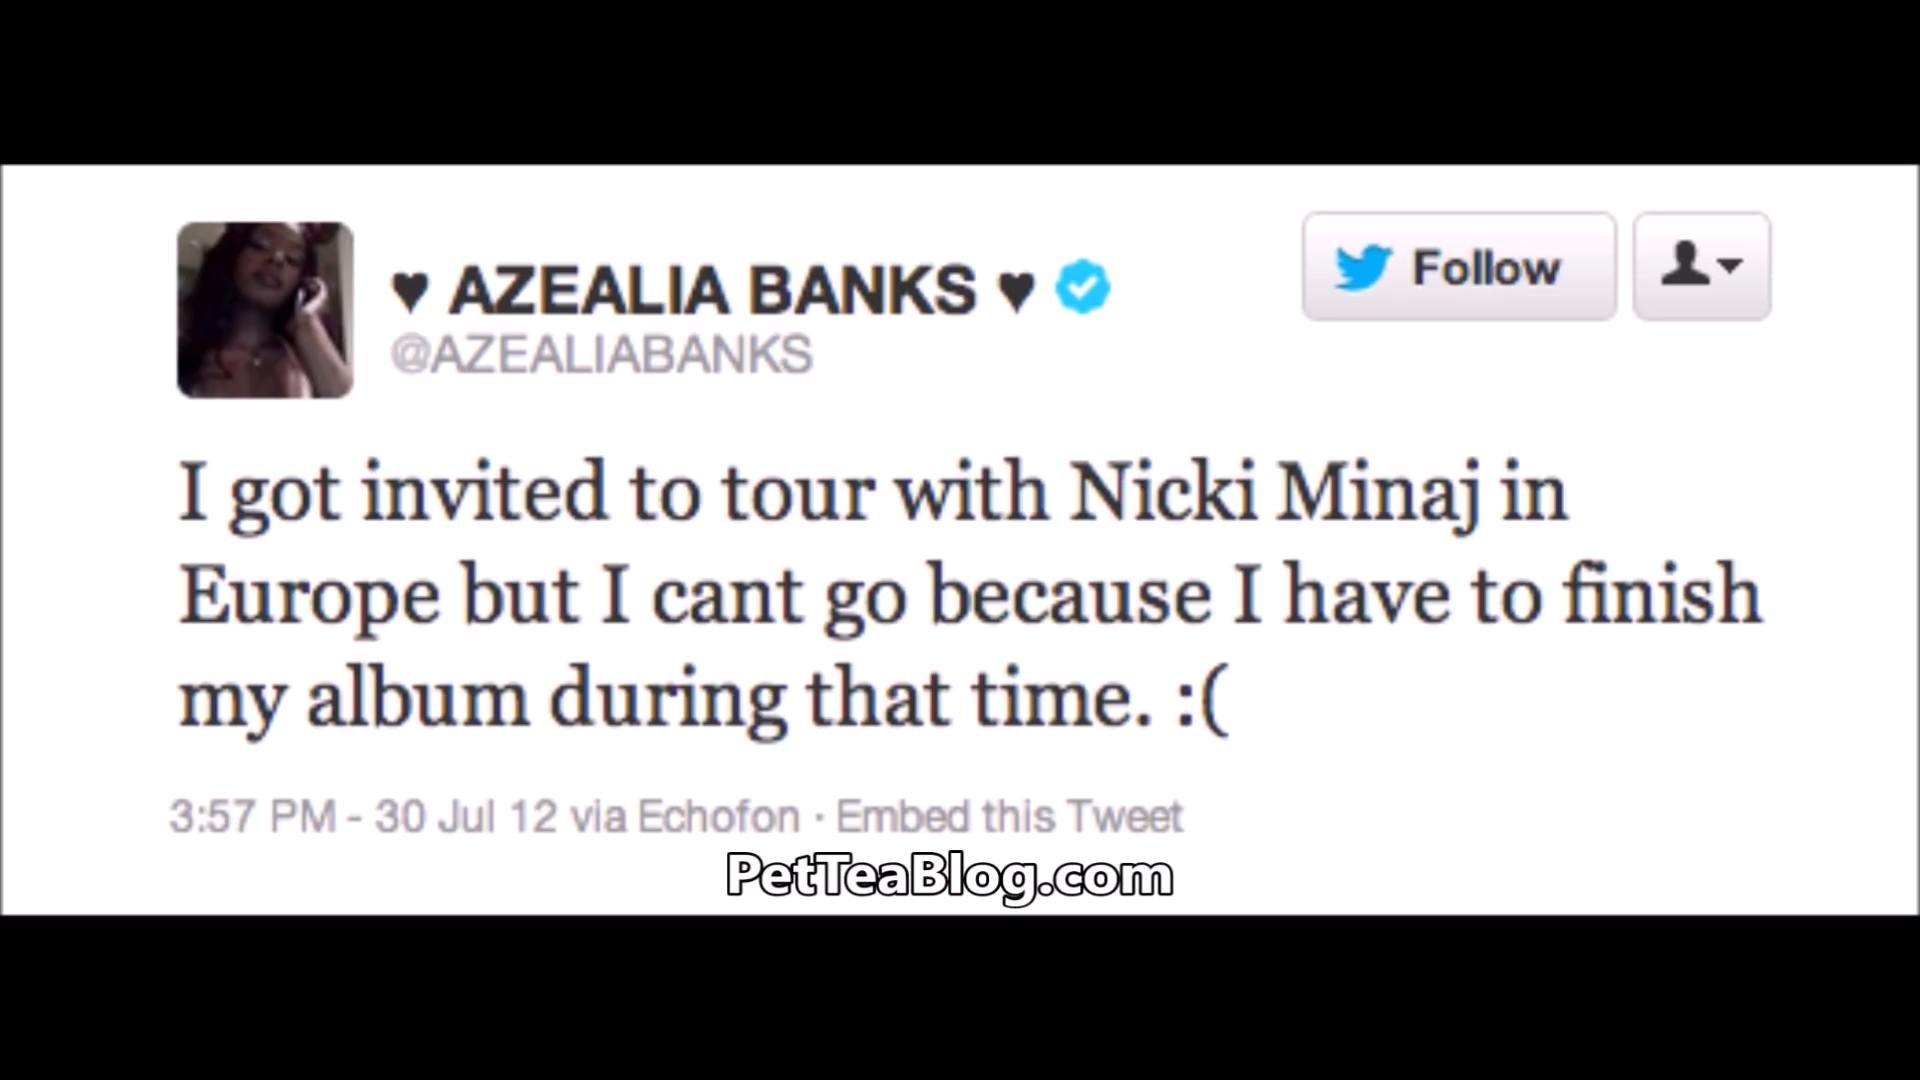 ♥ AZEALIA BANKS ♥
@AZEALIABANKS
Follow
I got invited to tour with Nicki Minaj in
Europe but I cant go because I have to finish
my album during that time. :(
3:57 PM - 30 Jul 12 via Echofon · Embed this Tweet
PetTeaBlog.com